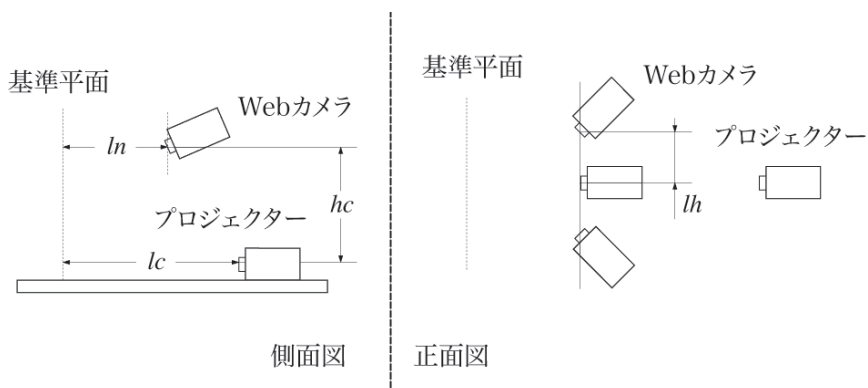 基準平面
Webカメラ
ln
hc
プロジェクター
lc
側面図
基準平面
Webカメラ
プロジェクター
lh
正面図